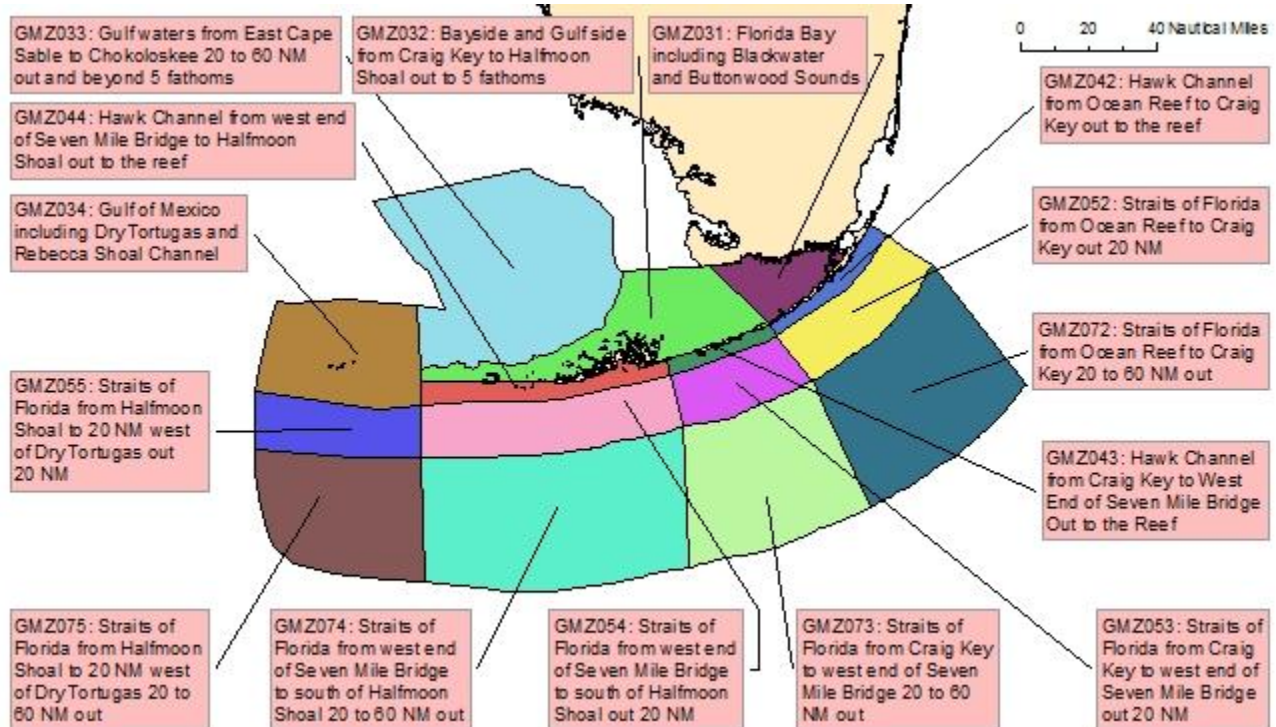 GMZ033: Gulf waters from East Cape
Sable to Chokoloskee 20 to 60 NM
out and beyond 5 fathoms
GMZ032: Bayside and Gulf side
from Craig Key to Halfmoon
Shoal out to 5 fathoms
GMZ031: Florida Bay
including Blackwater
and Buttonwood Sounds
0 20 40 Nautical Miles
GMZ042: Hawk Channel
from Ocean Reef to Craig
Key out to the reef
GMZ044: Hawk Channel from west end
of Seven Mile Bridge to Halfmoon
Shoal out to the reef
GMZ034: Gulf of Mexico
including Dry Tortugas and
Rebecca Shoal Channel
GMZ052: Straits of Florida
from Ocean Reef to Craig
Key out 20 NM
GMZ072: Straits of Florida
from Ocean Reef to Craig
Key 20 to 60 NM out
GMZ055: Straits of
Florida from Halfmoon
Shoal to 20 NM west
of Dry Tortugas out
20 NM
GMZ043: Hawk Channel
from Craig Key to West
End of Seven Mile Bridge
Out to the Reef
GMZ075: Straits of
Florida from Halfmoon
Shoal to 20 NM west
of Dry Tortugas 20 to
60 NM out
GMZ074: Straits of
Florida from west end
of Seven Mile Bridge
to south of Halfmoon
Shoal 20 to 60 NM out
GMZ054: Straits of
Florida from west end
of Seven Mile Bridge
to south of Halfmoon
Shoal out 20 NM
GMZ073: Straits of
Florida from Craig Key
to west end of Seven
Mile Bridge 20 to 60
NM out
GMZ053: Straits of
Florida from Craig
Key to west end of
Seven Mile Bridge
out 20 NM